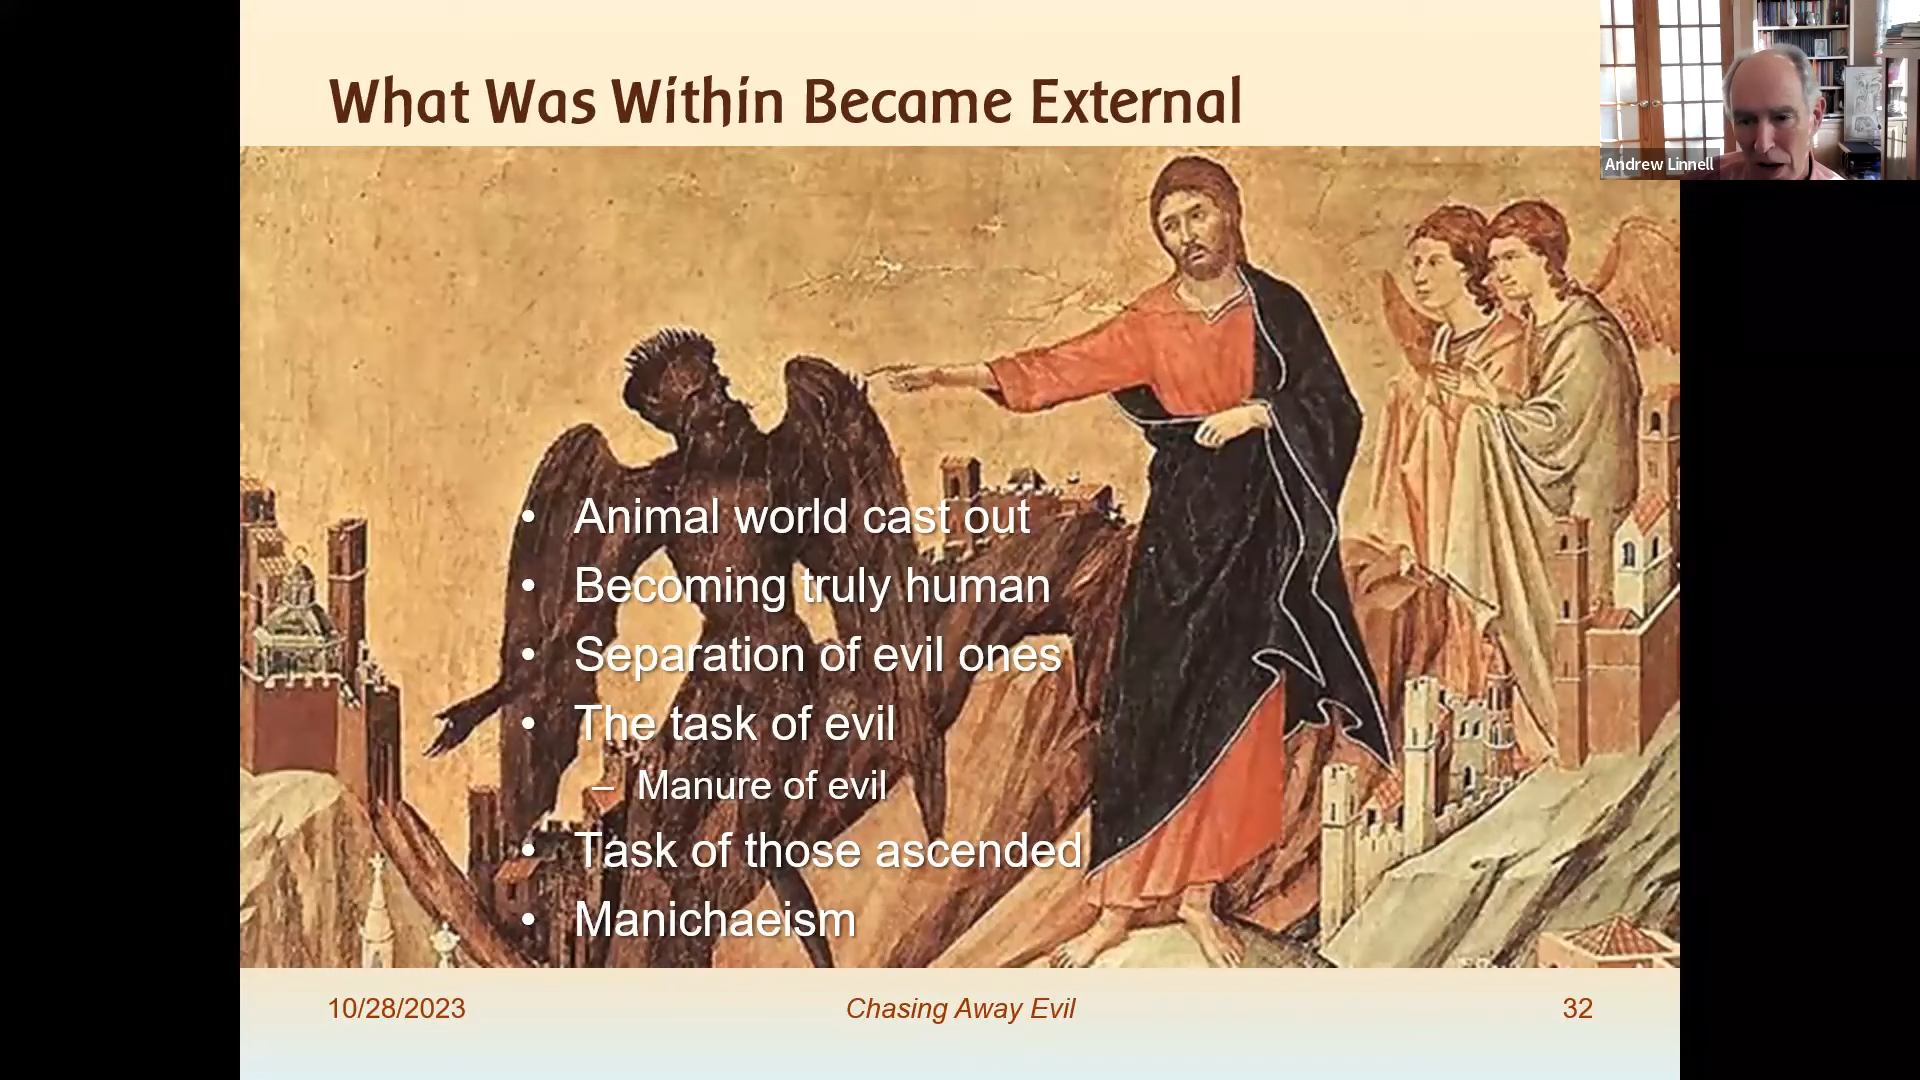 What Was Within Became External
Andrew Linnell
• Animal world cast out
• Becoming truly human
• Separation of evil ones
• The task of evil
– Manure of evil
• Task of those ascended
• Manichaeism
10/28/2023
Chasing Away Evil
32